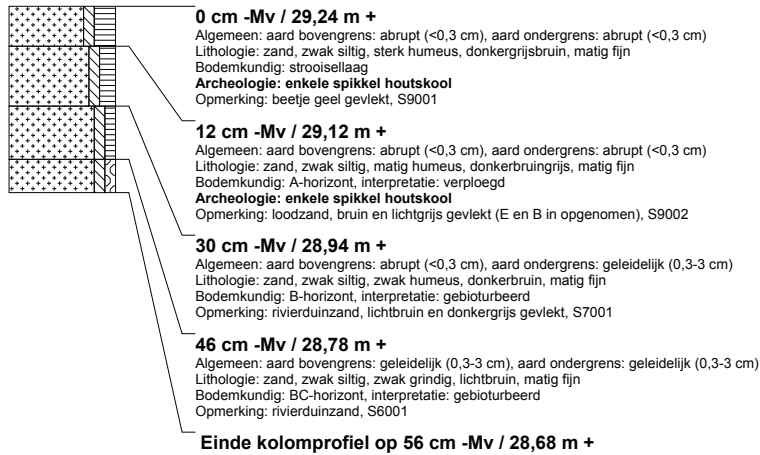 0 cm -Mv / 29,24 m +
Algemeen: aard bovengrens: abrupt (<0,3 cm), aard ondergrens: abrupt (<0,3 cm)
Lithologie: zand, zwak siltig, sterk humeus, donkergrijsbruin, matig fijn
Bodemkundig: strooisellaag
Archeologie: enkele spikkel houtskool
Opmerking: beetje geel gevlekt, S9001
12 cm -Mv / 29,12 m +
Algemeen: aard bovengrens: abrupt (<0,3 cm), aard ondergrens: abrupt (<0,3 cm)
Lithologie: zand, zwak siltig, matig humeus, donkerbruingrijs, matig fijn
Bodemkundig: A-horizont, interpretatie: verploegd
Archeologie: enkele spikkel houtskool
Opmerking: loodzand, bruin en lichtgrijs gevlekt (E en B in opgenomen), S9002
30 cm -Mv / 28,94 m +
Algemeen: aard bovengrens: abrupt (<0,3 cm), aard ondergrens: geleidelijk (0,3-3 cm)
Lithologie: zand, zwak siltig, zwak humeus, donkerbruin, matig fijn
Bodemkundig: B-horizont, interpretatie: gebioturbeerd
Opmerking: rivierduinzand, lichtbruin en donkergrijs gevlekt, S7001
46 cm -Mv / 28,78 m +
Algemeen: aard bovengrens: geleidelijk (0,3-3 cm), aard ondergrens: geleidelijk (0,3-3 cm)
Lithologie: zand, zwak siltig, zwak grindig, lichtbruin, matig fijn
Bodemkundig: BC-horizont, interpretatie: gebioturbeerd
Opmerking: rivierduinzand, S6001
Einde kolomprofiel op 56 cm -Mv / 28,68 m +